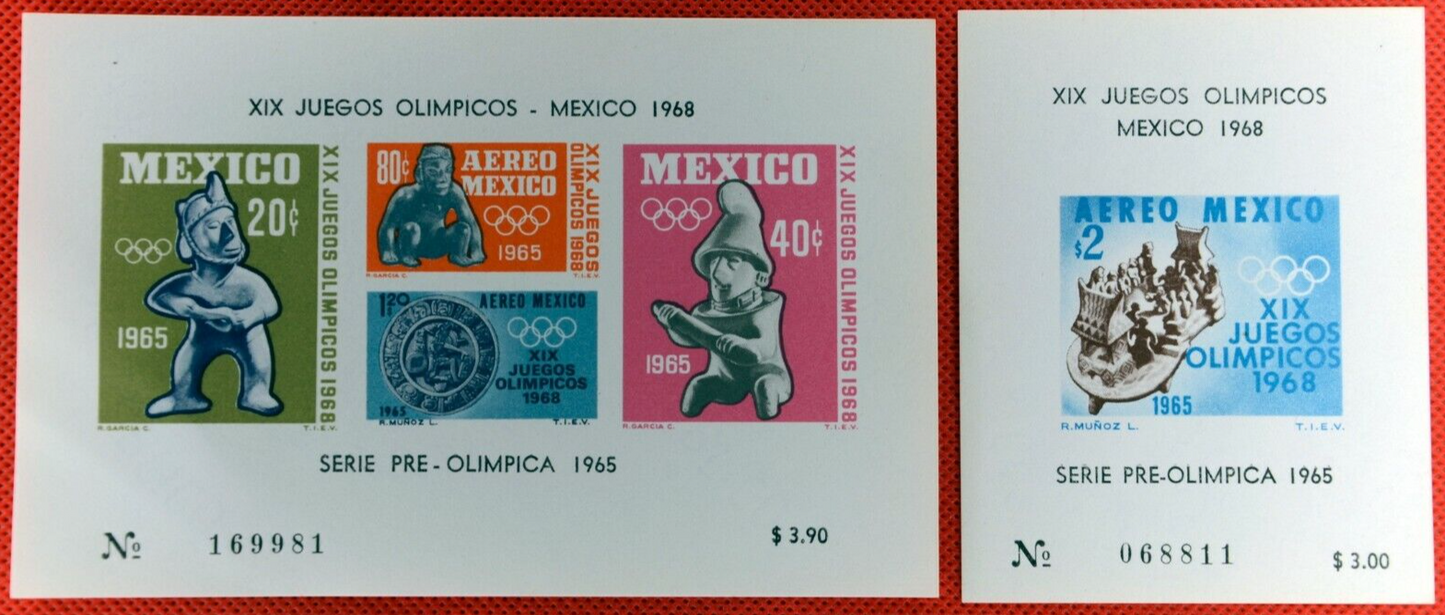 XIX JUEGOS OLIMPICOS - MEXICO 1968
MEXICO
20¢
1965
XIX JUEGOS OLIMPICOS 1968
R.GARCIA C. T.I.E.V.
80¢
AEREO
MEXICO
1965
XIX JUEGOS
OLIMPICOS 1968
R.GARCIA C. T.I.E.V.
1.20
AEREO MEXICO
XIX
JUEGOS
OLIMPICOS
1968
1965
R.MUÑOZ L. T.I.E.V.
MEXICO
40¢
1965
XIX JUEGOS OLIMPICOS 1968
R.GARCIA C. T.I.E.V.
SERIE PRE-OLIMPICA 1965
Nº 169981
$ 3.90
XIX JUEGOS OLIMPICOS
MEXICO 1968
AEREO MEXICO
$2
XIX
JUEGOS
OLIMPICOS
1968
1965
R.MUÑOZ L. T.I.E.V.
SERIE PRE-OLIMPICA 1965
Nº 068811
$ 3.00